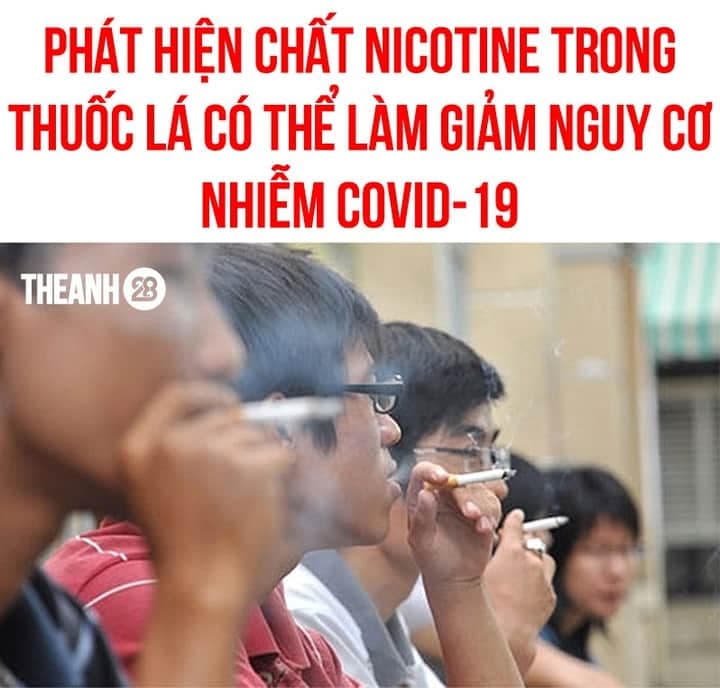 PHÁT HIỆN CHẤT NICOTINE TRONG
THUỐC LÁ CÓ THỂ LÀM GIẢM NGUY CƠ
NHIỄM COVID-19
THEANH 28